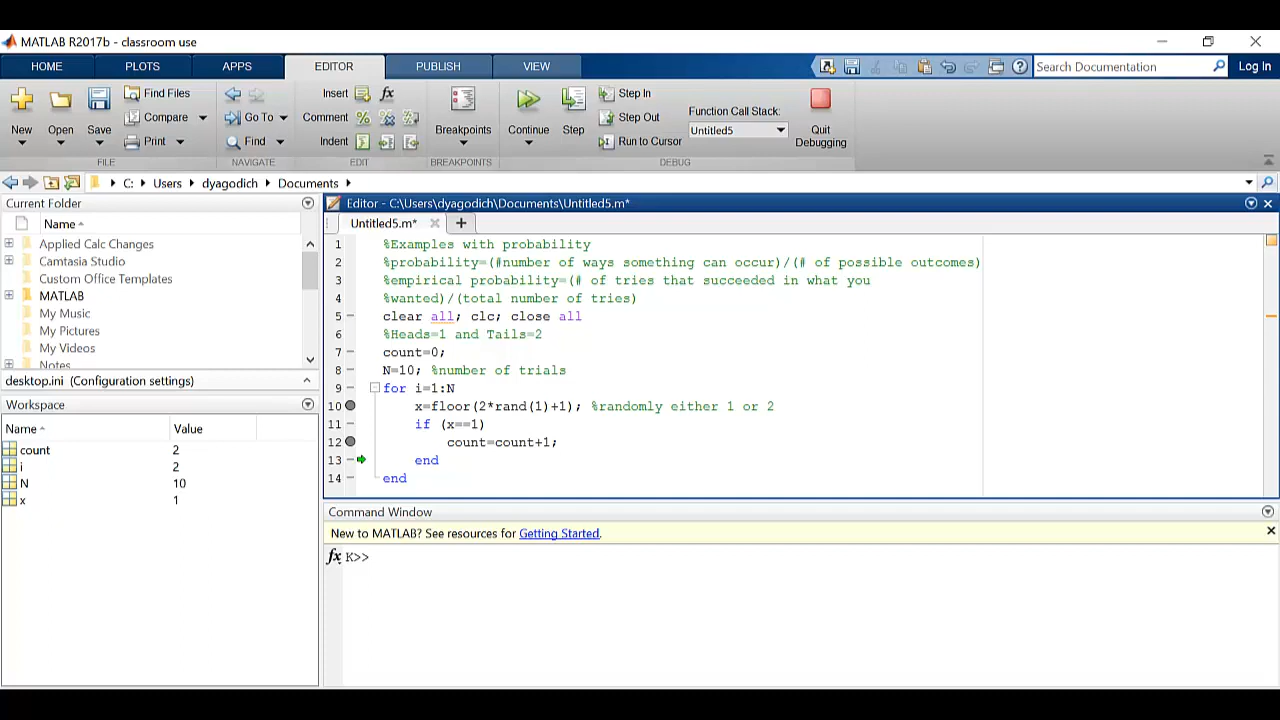 MATLAB R2017b - classroom use
HOME PLOTS APPS EDITOR PUBLISH VIEW Search Documentation Log In
New Open Save Find Files Compare Print FILE
Go To Find NAVIGATE
Insert fx Comment Indent EDIT
Breakpoints BREAKPOINTS
Continue Step Step In Step Out Run to Cursor Function Call Stack: Untitled5 Quit Debugging DEBUG
C: Users dyagodich Documents
Current Folder
Name
Applied Calc Changes
Camtasia Studio
Custom Office Templates
MATLAB
My Music
My Pictures
My Videos
Notes
desktop.ini (Configuration settings)
Workspace
Name Value
count 2
i 2
N 10
x 1
Editor - C:\Users\dyagodich\Documents\Untitled5.m*
Untitled5.m*
1 %Examples with probability
2 %probability=(#number of ways something can occur)/(# of possible outcomes)
3 %empirical probability=(# of tries that succeeded in what you
4 %wanted)/(total number of tries)
5 clear all; clc; close all
6 %Heads=1 and Tails=2
7 count=0;
8 N=10; %number of trials
9 for i=1:N
10 x=floor(2*rand(1)+1); %randomly either 1 or 2
11 if (x==1)
12 count=count+1;
13 end
14 end
Command Window
New to MATLAB? See resources for Getting Started.
fx K>>